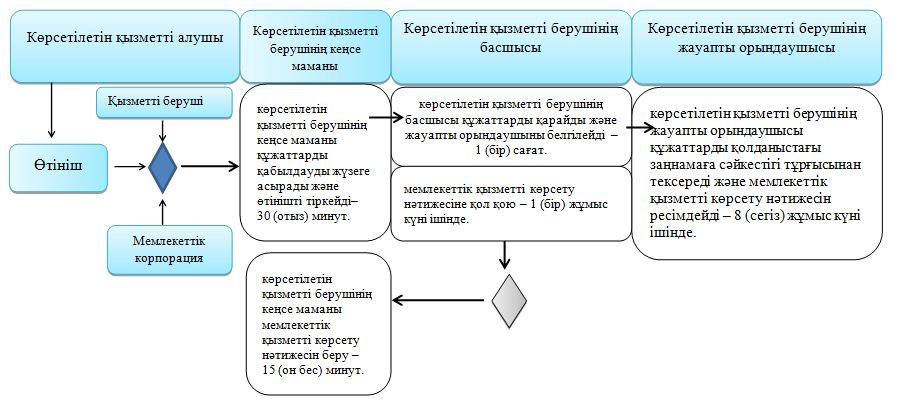 Көрсетілетін қызметті алушы
Көрсетілетін қызметті
берушінің кеңсе
маманы
Көрсетілетін қызметті берушінің
басшысы
Көрсетілетін қызметті берушінің
жауапты орындаушысы
Қызметті беруші
Өтініш
Мемлекеттік
корпорация
көрсетілетін
қызметті берушінің
кеңсе маманы
құжаттарды
қабылдауды жүзеге
асырады және
өтінішті тіркейді–
30 (отыз) минут.
көрсетілетін қызметті берушінің
басшысы құжаттарды қарайды және
жауапты орындаушыны белгілейді –
1 (бір) сағат.
мемлекеттік қызметті көрсету
нәтижесіне қол қою – 1 (бір) жұмыс
күні ішінде.
көрсетілетін қызметті берушінің
жауапты орындаушысы
құжаттарды қолданыстағы
заңнамаға сәйкестігі тұрғысынан
тексереді және мемлекеттік
қызметті көрсету нәтижесін
ресімдейді – 8 (сегіз) жұмыс күні
ішінде.
көрсетілетін
қызметті берушінің
кеңсе маманы
мемлекеттік
қызметті көрсету
нәтижесін беру –
15 (он бес) минут.